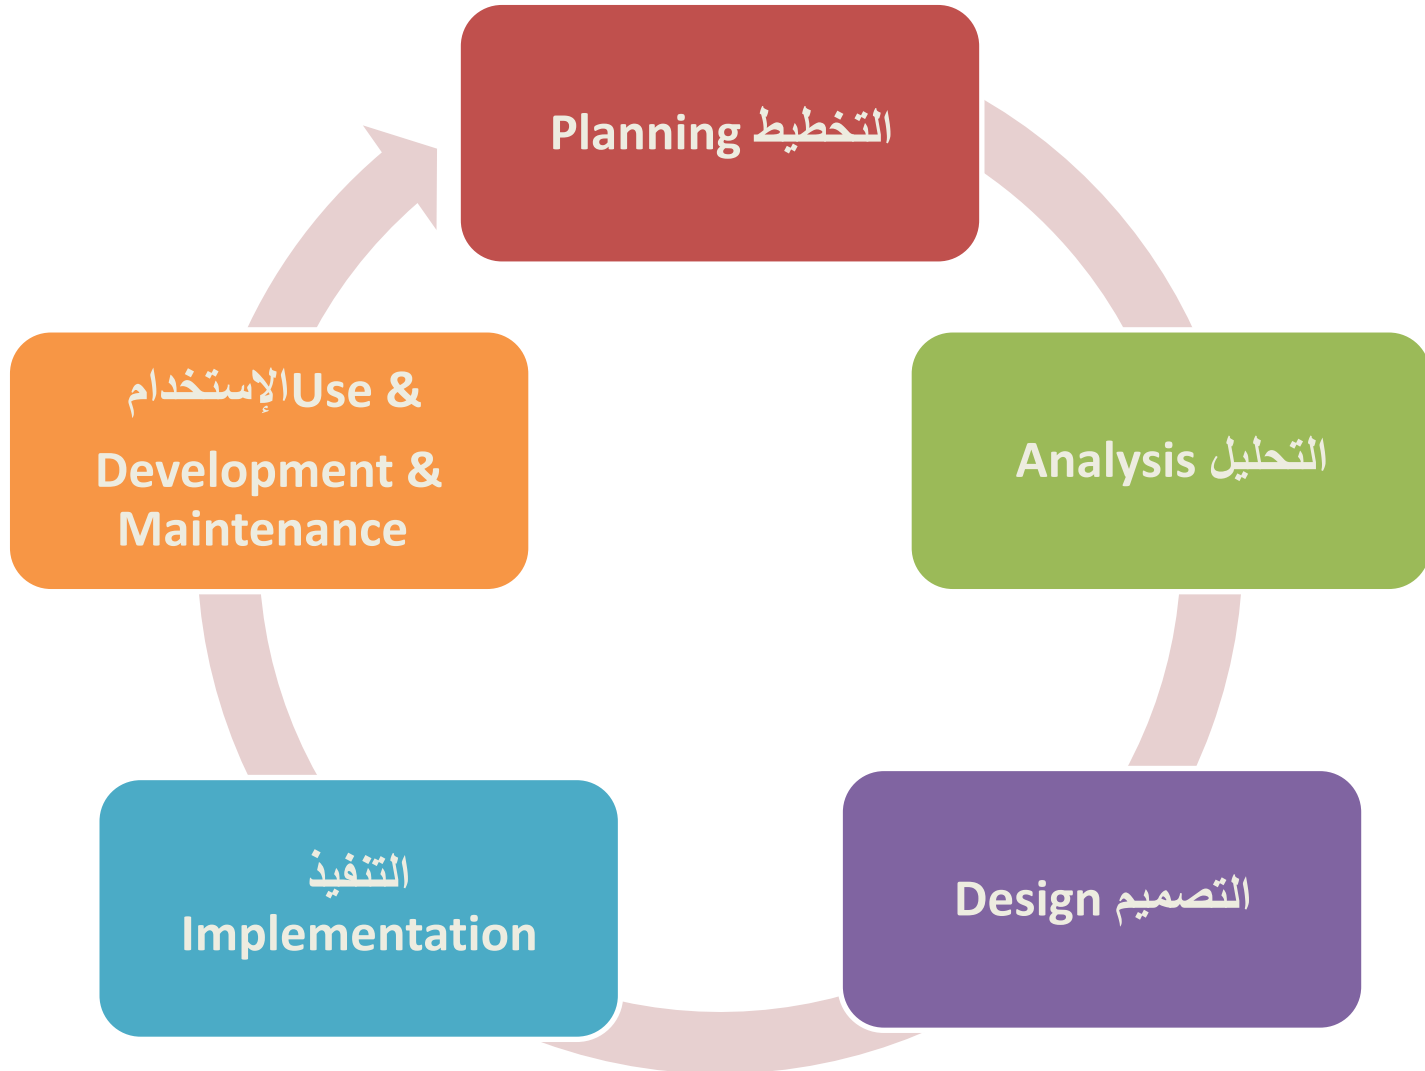 التخطيط Planning
التحليل Analysis
التصميم Design
التنفيذ
Implementation
الإستخدامUse &
Development &
Maintenance